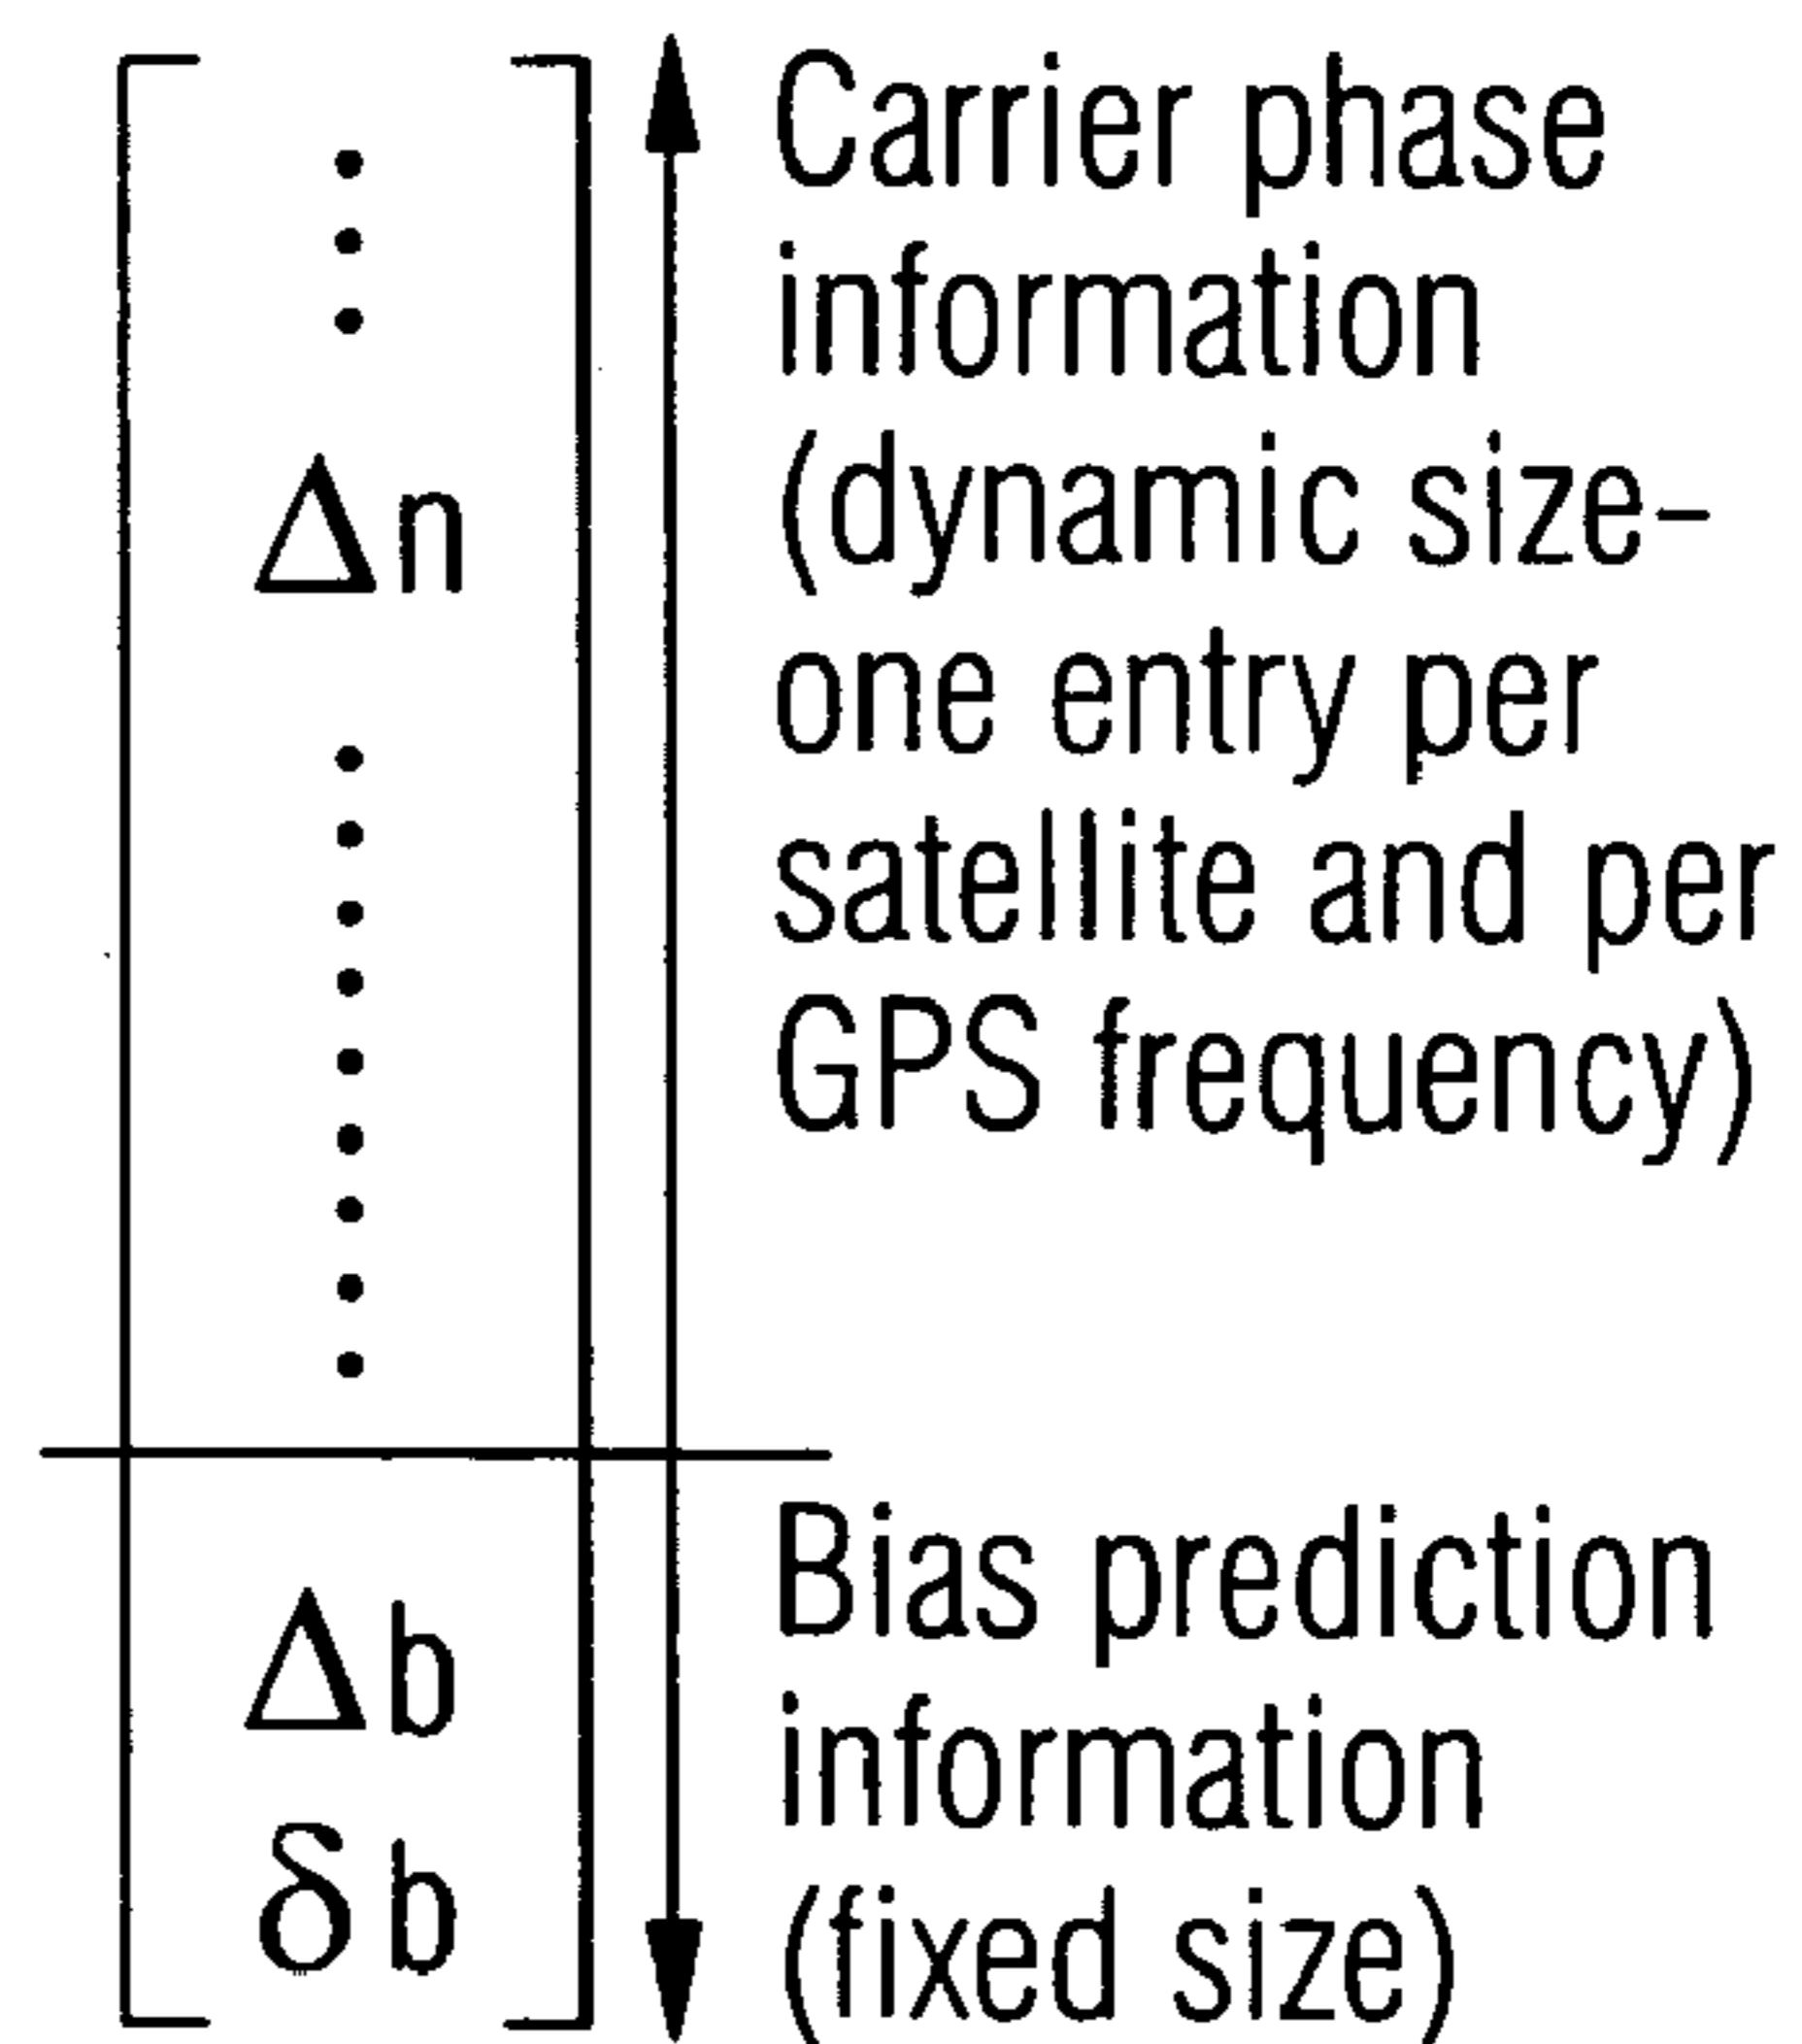 Carrier phase
information
(dynamic size-
one entry per
satellite and per
GPS frequency)
Δn
Bias prediction
information
(fixed size)
Δb
δb